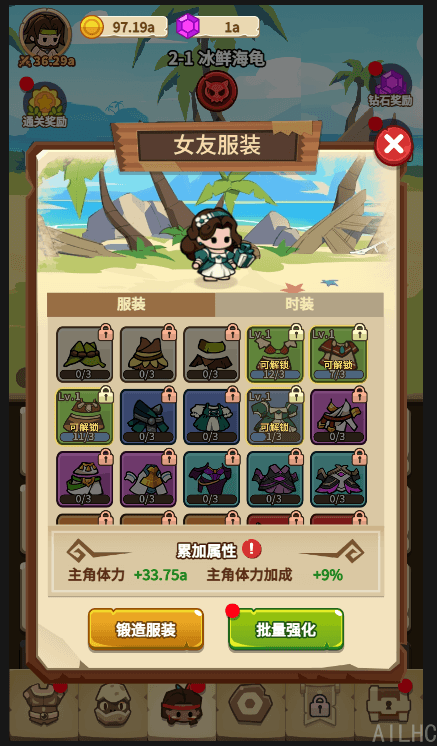 97.19a
1a
36.29a
2-1 冰鲜海龟
通关奖励
钻石奖励
女友服装
服装
时装
0/3
0/3
0/3
Lv.1
可解锁
12/3
Lv.1
可解锁
7/3
Lv.1
可解锁
11/3
0/3
0/3
Lv.1
可解锁
1/3
0/3
0/3
0/3
0/3
0/3
0/3
累加属性
主角体力 +33.75a 主角体力加成 +9%
锻造服装
批量强化
AILHC